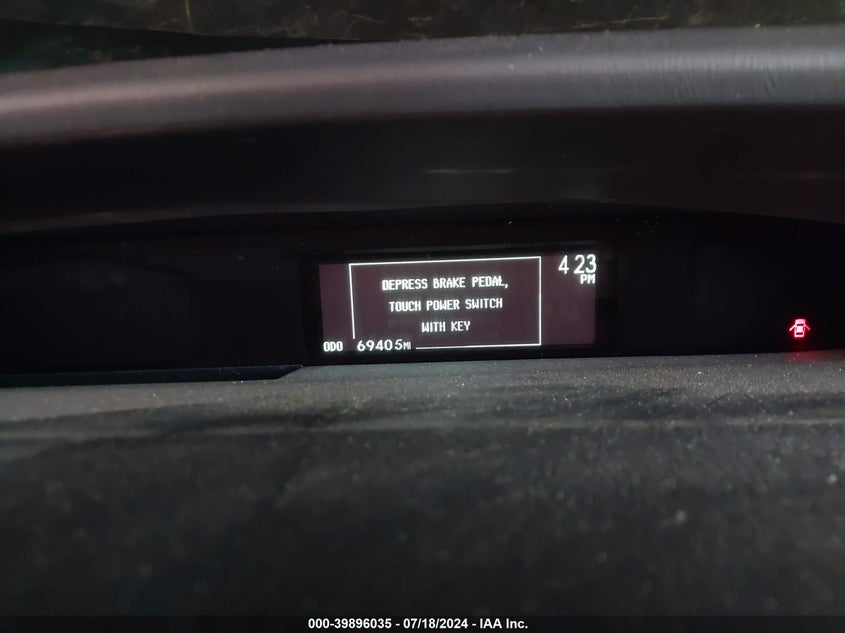 DEPRESS BRAKE PEDAL,
TOUCH POWER SWITCH
WITH KEY
4 23
PM
ODO 69405MI
000-39896035 - 07/18/2024 - IAA Inc.